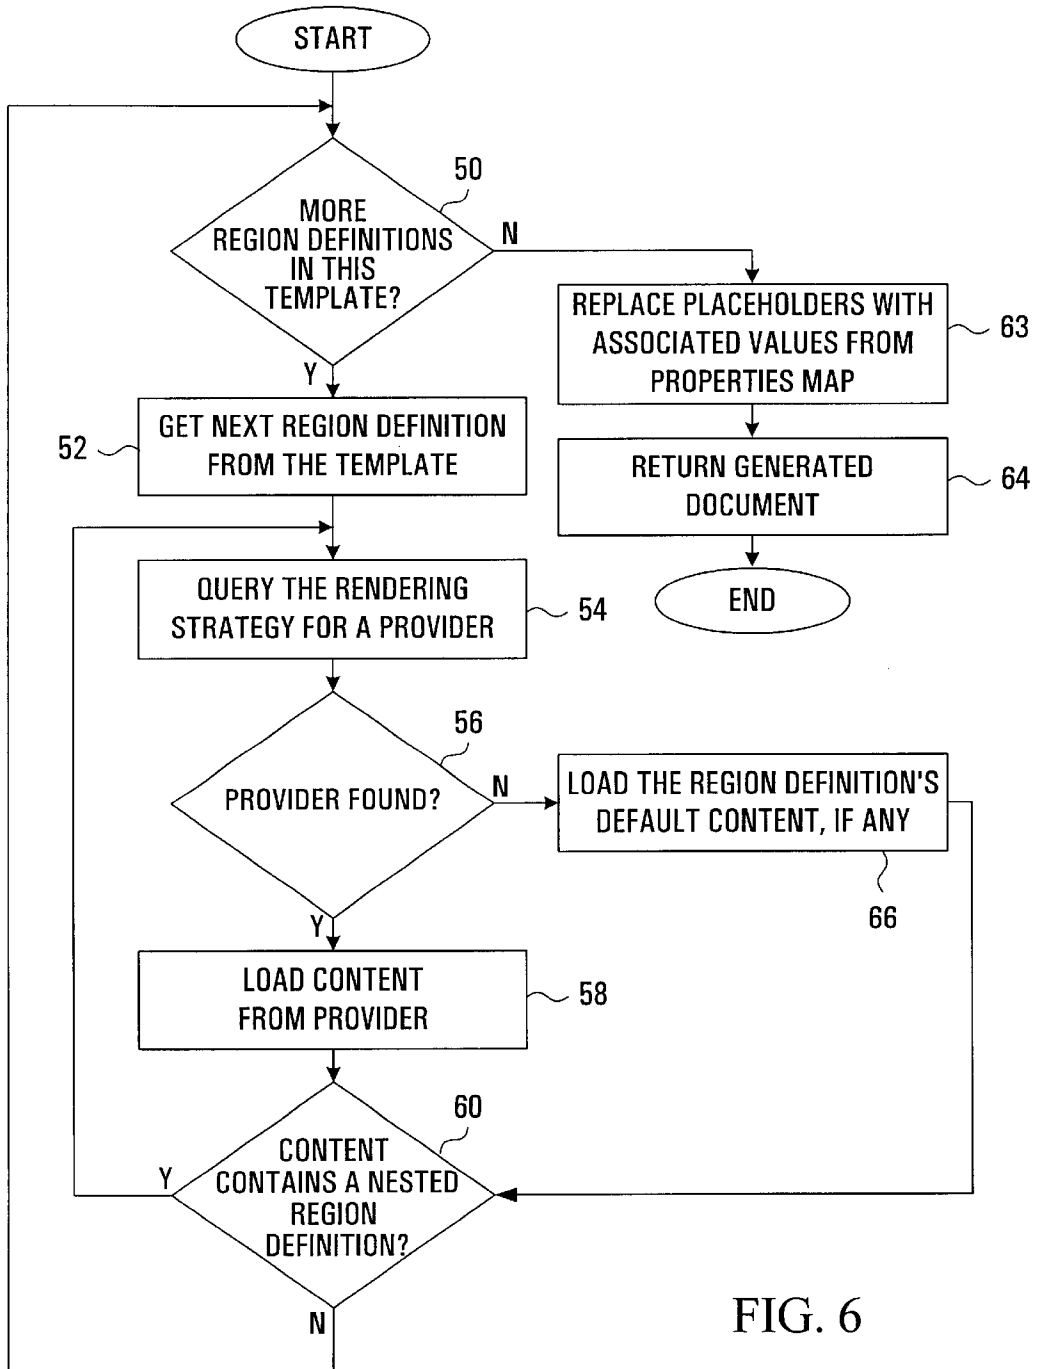 START
50
MORE
REGION DEFINITIONS
IN THIS
TEMPLATE?
N
Y
REPLACE PLACEHOLDERS WITH
ASSOCIATED VALUES FROM
PROPERTIES MAP
63
GET NEXT REGION DEFINITION
FROM THE TEMPLATE
52
RETURN GENERATED
DOCUMENT
64
QUERY THE RENDERING
STRATEGY FOR A PROVIDER
54
END
56
PROVIDER FOUND?
N
Y
LOAD THE REGION DEFINITION'S
DEFAULT CONTENT, IF ANY
66
LOAD CONTENT
FROM PROVIDER
58
60
CONTENT
CONTAINS A NESTED
REGION
DEFINITION?
Y
N
FIG. 6